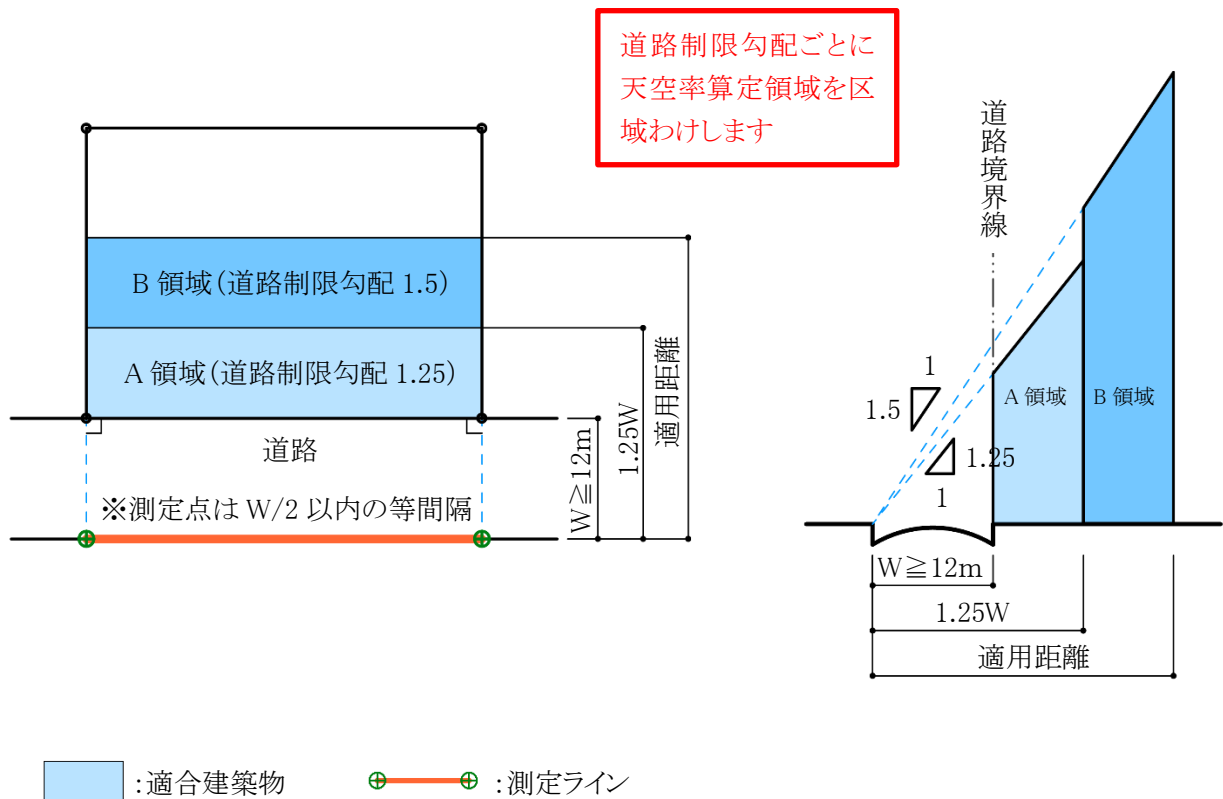 道路制限勾配ごとに
天空率算定領域を区
域わけします
B 領域(道路制限勾配 1.5)
A 領域(道路制限勾配 1.25)
道路
※測定点は W/2 以内の等間隔
W≧12m
1.25W
適用距離
道路境界線
1
1.5
1.25
1
A 領域
B 領域
W≧12m
1.25W
適用距離
:適合建築物
:測定ライン